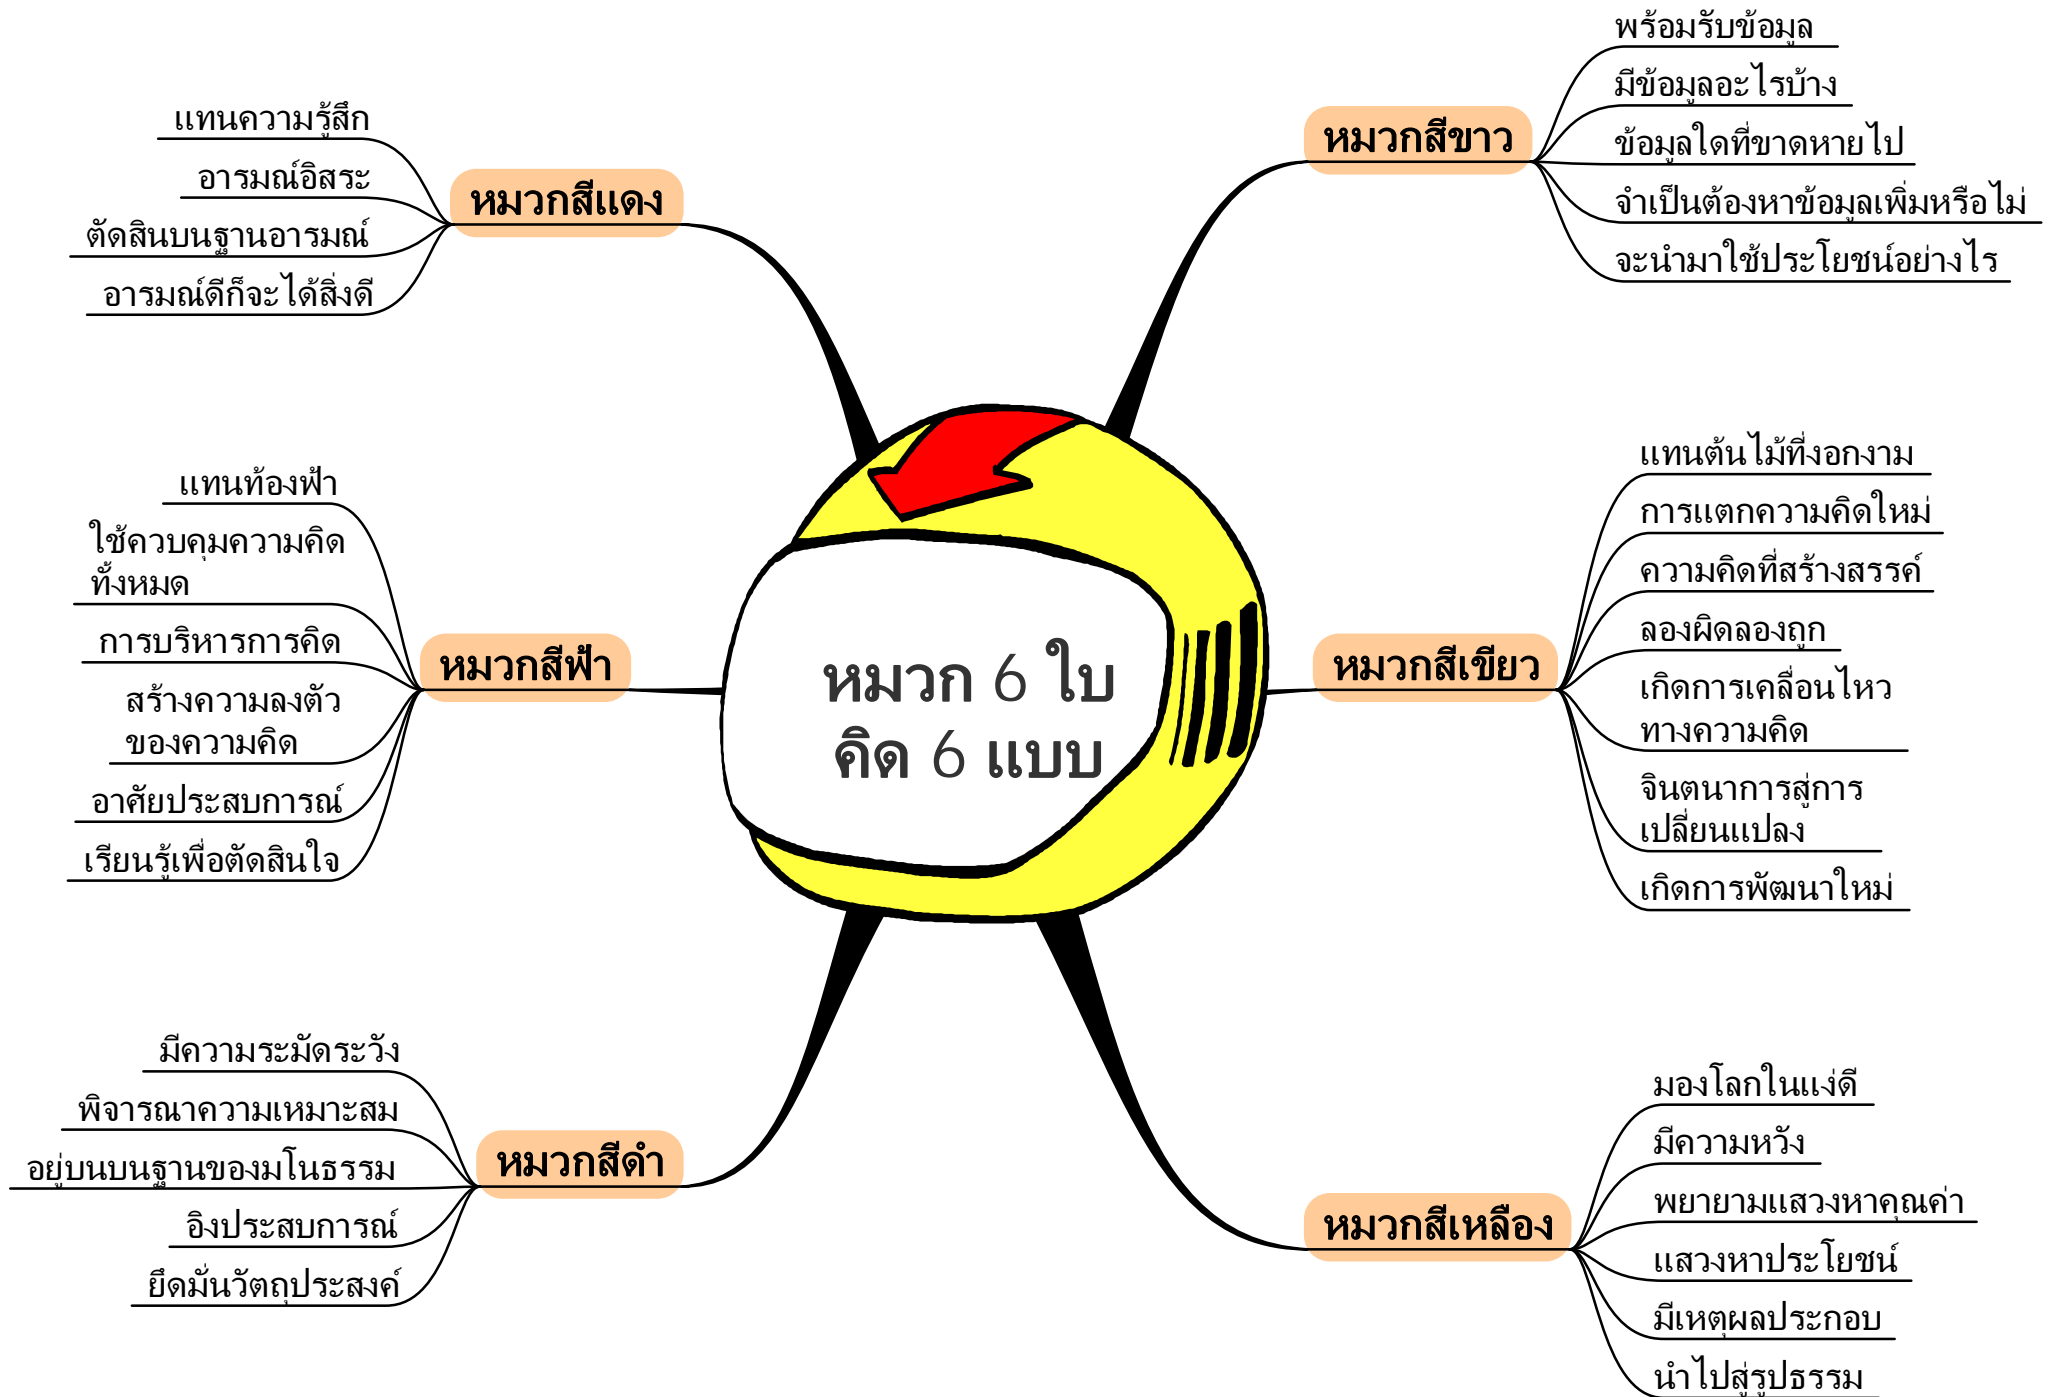 หมวก 6 ใบ
คิด 6 แบบ
หมวกสีขาว
พร้อมรับข้อมูล
มีข้อมูลอะไรบ้าง
ข้อมูลใดที่ขาดหายไป
จำเป็นต้องหาข้อมูลเพิ่มหรือไม่
จะนำมาใช้ประโยชน์อย่างไร
หมวกสีเขียว
แทนต้นไม้ที่งอกงาม
การแตกความคิดใหม่
ความคิดที่สร้างสรรค์
ลองผิดลองถูก
เกิดการเคลื่อนไหว
ทางความคิด
จินตนาการสู่การ
เปลี่ยนแปลง
เกิดการพัฒนาใหม่
หมวกสีเหลือง
มองโลกในแง่ดี
มีความหวัง
พยายามแสวงหาคุณค่า
แสวงหาประโยชน์
มีเหตุผลประกอบ
นำไปสู่รูปธรรม
หมวกสีแดง
แทนความรู้สึก
อารมณ์อิสระ
ตัดสินบนฐานอารมณ์
อารมณ์ดีก็จะได้สิ่งดี
หมวกสีฟ้า
แทนท้องฟ้า
ใช้ควบคุมความคิด
ทั้งหมด
การบริหารการคิด
สร้างความลงตัว
ของความคิด
อาศัยประสบการณ์
เรียนรู้เพื่อตัดสินใจ
หมวกสีดำ
มีความระมัดระวัง
พิจารณาความเหมาะสม
อยู่บนบนฐานของมโนธรรม
อิงประสบการณ์
ยึดมั่นวัตถุประสงค์